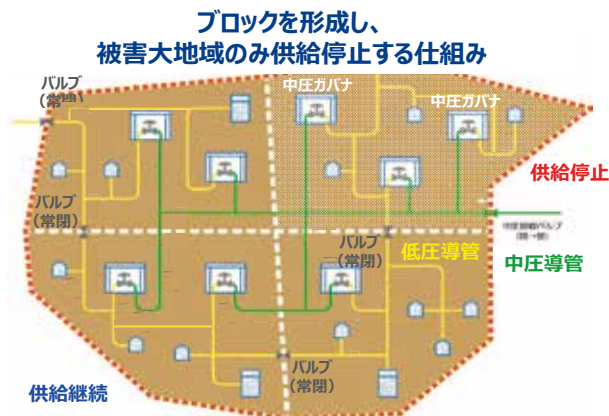 ブロックを形成し、
被害大地域のみ供給停止する仕組み
バルブ
中圧ガバナ
中圧ガバナ
供給停止
バルブ
(常閉)
バルブ
(常閉)
低圧導管
中圧導管
バルブ
(常閉)
供給継続